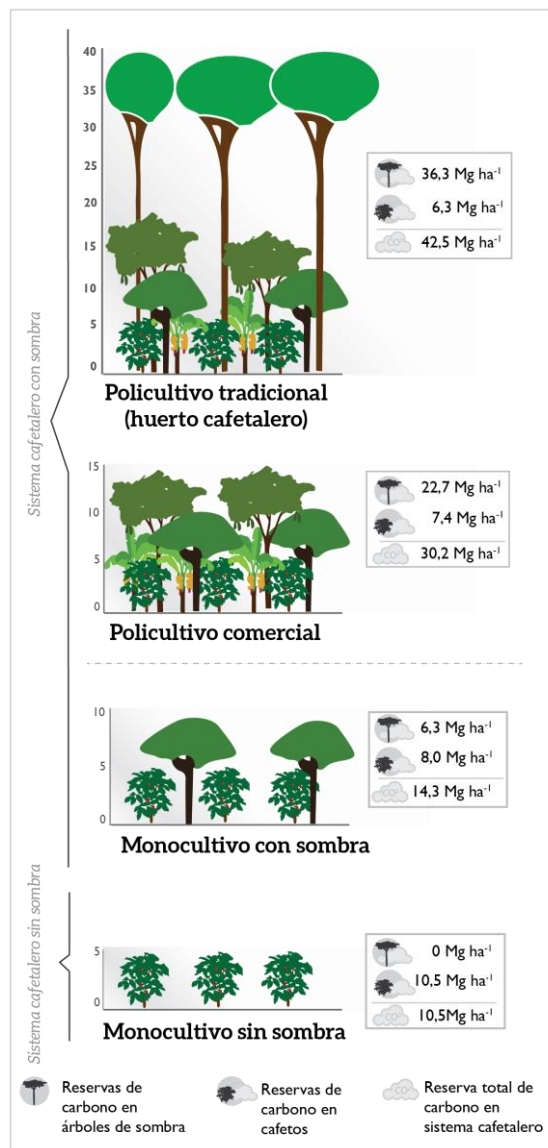 Sistema cafetalero con sombra
40
35
30
25
20
15
10
5
0
36,3 Mg ha⁻¹
6,3 Mg ha⁻¹
CO²
42,5 Mg ha⁻¹
Policultivo tradicional
(huerto cafetalero)
15
10
5
0
22,7 Mg ha⁻¹
7,4 Mg ha⁻¹
CO²
30,2 Mg ha⁻¹
Policultivo comercial
10
5
0
6,3 Mg ha⁻¹
8,0 Mg ha⁻¹
CO²
14,3 Mg ha⁻¹
Monocultivo con sombra
Sistema cafetalero sin sombra
5
0
0 Mg ha⁻¹
10,5 Mg ha⁻¹
CO²
10,5Mg ha⁻¹
Monocultivo sin sombra
Reservas de
carbono en
árboles de sombra
Reservas de
carbono en
cafetos
CO²
Reserva total de
carbono en
sistema cafetalero